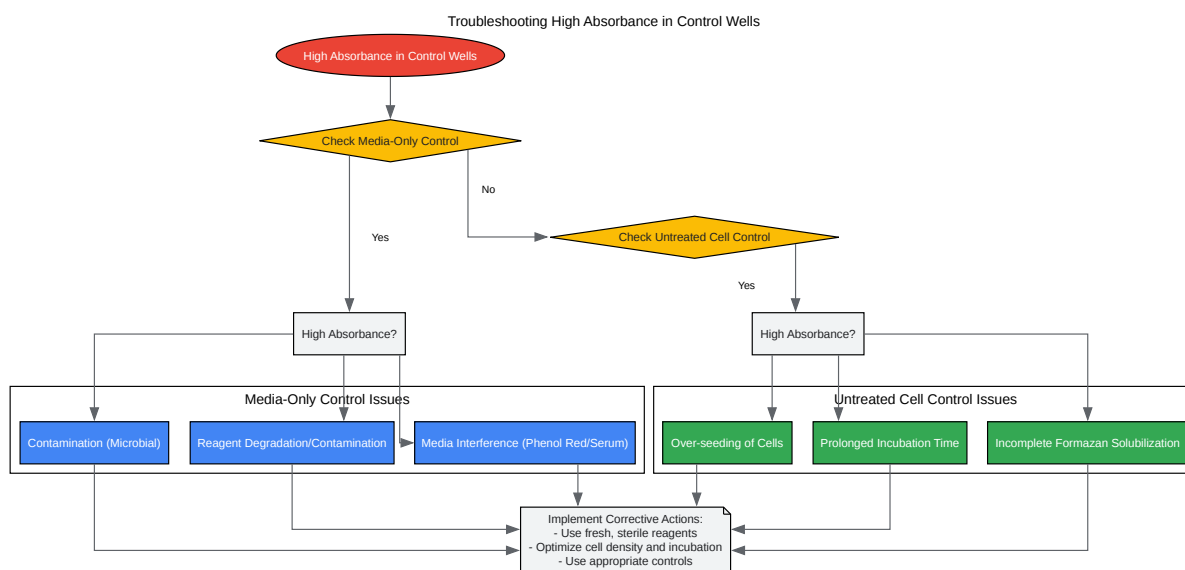 Troubleshooting High Absorbance in Control Wells
High Absorbance in Control Wells
Check Media-Only Control
No
Yes
Check Untreated Cell Control
Yes
High Absorbance?
High Absorbance?
Media-Only Control Issues
Untreated Cell Control Issues
Contamination (Microbial)
Reagent Degradation/Contamination
Media Interference (Phenol Red/Serum)
Over-seeding of Cells
Prolonged Incubation Time
Incomplete Formazan Solubilization
Implement Corrective Actions:
- Use fresh, sterile reagents
- Optimize cell density and incubation
- Use appropriate controls